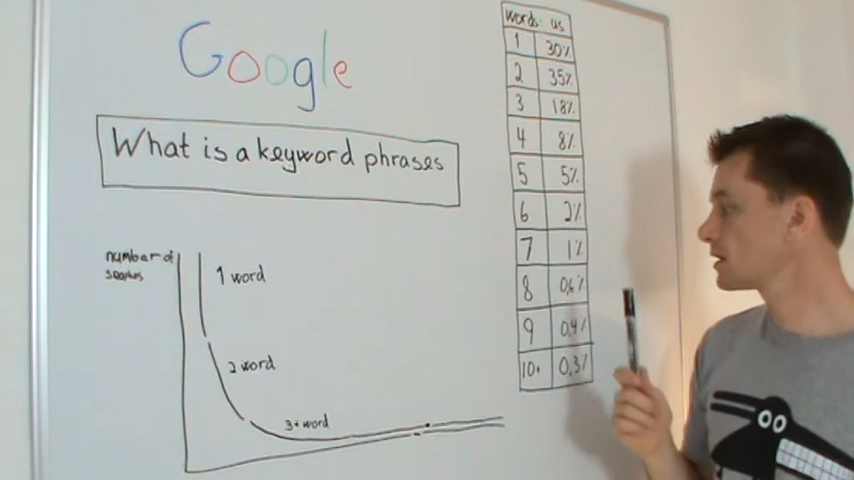 Google
What is a keyword phrases
number of
1 word
2 word
3+ word
words: us
1 30%
2 35%
3 18%
4 8%
5 5%
6 2%
7 1%
8 0,6%
9 0,4%
10+ 0,3%